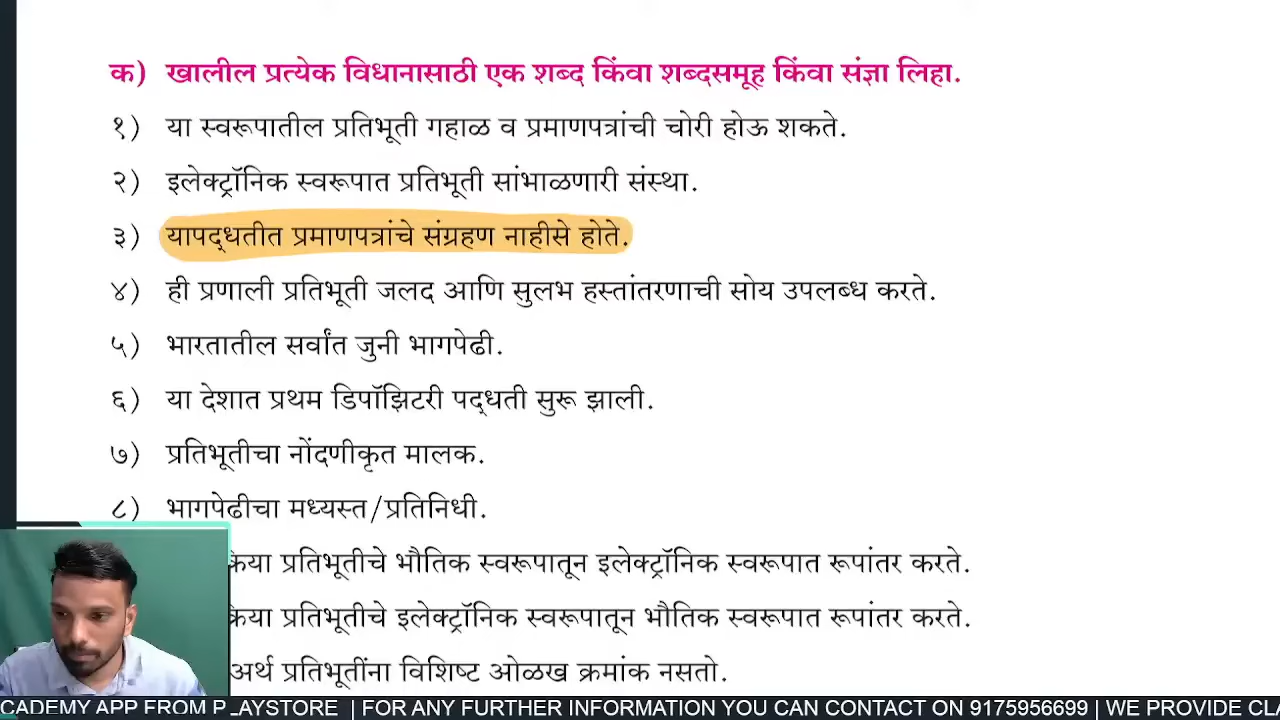 क) खालील प्रत्येक विधानासाठी एक शब्द किंवा शब्दसमूह किंवा संज्ञा लिहा.
१) या स्वरूपातील प्रतिभूती गहाळ व प्रमाणपत्रांची चोरी होऊ शकते.
२) इलेक्ट्रॉनिक स्वरूपात प्रतिभूती सांभाळणारी संस्था.
३) यापद्धतीत प्रमाणपत्रांचे संग्रहण नाहीसे होते.
४) ही प्रणाली प्रतिभूती जलद आणि सुलभ हस्तांतरणाची सोय उपलब्ध करते.
५) भारतातील सर्वांत जुनी भागपेढी.
६) या देशात प्रथम डिपॉझिटरी पद्धती सुरू झाली.
७) प्रतिभूतीचा नोंदणीकृत मालक.
८) भागपेढीचा मध्यस्त/प्रतिनिधी.
क्रिया प्रतिभूतीचे भौतिक स्वरूपातून इलेक्ट्रॉनिक स्वरूपात रूपांतर करते.
क्रिया प्रतिभूतीचे इलेक्ट्रॉनिक स्वरूपातून भौतिक स्वरूपात रूपांतर करते.
अर्थ प्रतिभूतींना विशिष्ट ओळख क्रमांक नसतो.
CADEMY APP FROM PLAYSTORE | FOR ANY FURTHER INFORMATION YOU CAN CONTACT ON 9175956699 | WE PROVIDE CLA